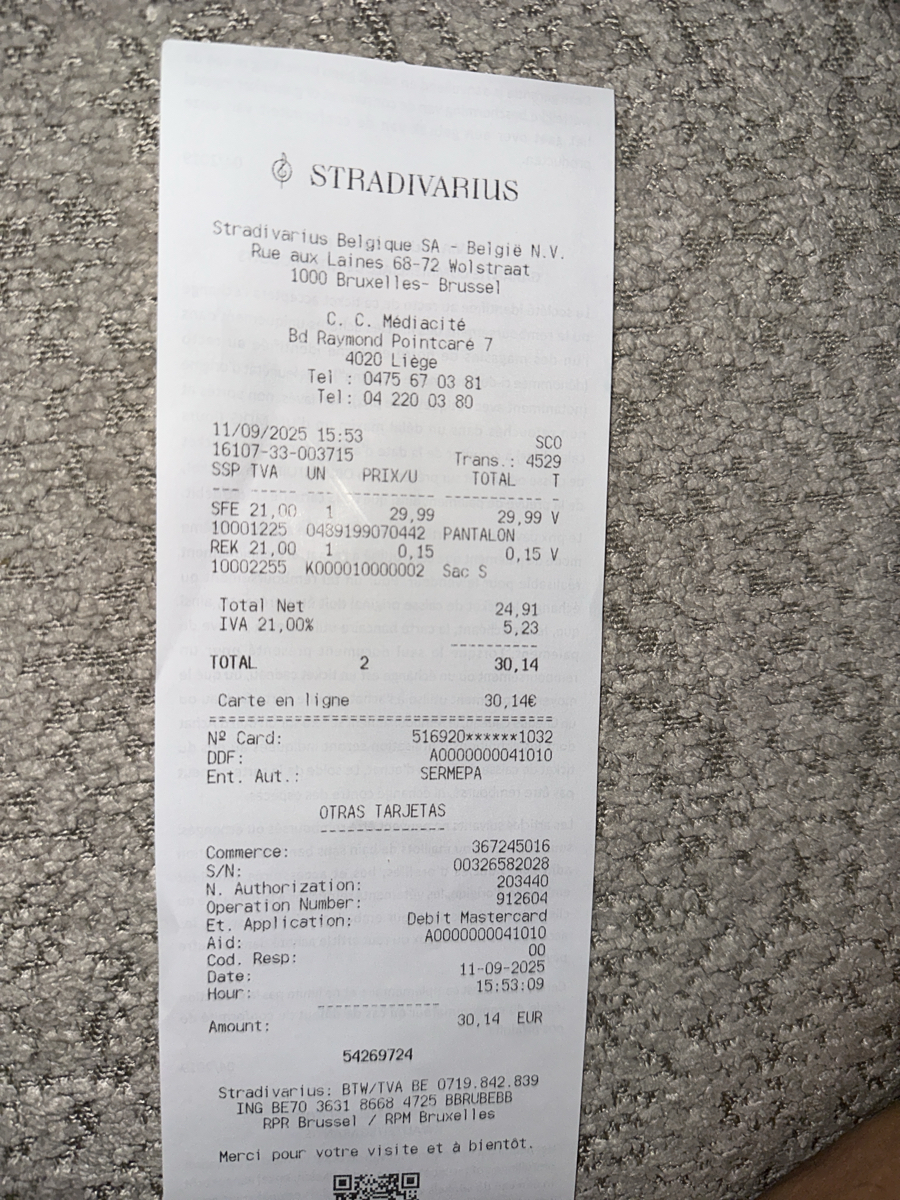 STRADIVARIUS
Stradivarius Belgique SA - België N.V.
Rue aux Laines 68-72 Wolstraat
1000 Bruxelles- Brussel
C. C. Médiacité
Bd Raymond Pointcaré 7
4020 Liège
Tel : 0475 67 03 81
Tel: 04 220 03 80
11/09/2025 15:53 SCO
16107-33-003715 Trans.: 4529
SSP TVA UN PRIX/U TOTAL T
SFE 21,00 1 29,99 29,99 V
10001225 0439199070442 PANTALON
REK 21,00 1 0,15 0,15 V
10002255 K000010000002 Sac S
Total Net 24,91
IVA 21,00% 5,23
TOTAL 2 30,14
Carte en ligne 30,14€
Nº Card: 516920******1032
DDF: A0000000041010
Ent. Aut.: SERMEPA
OTRAS TARJETAS
Commerce: 367245016
S/N: 00326582028
N. Authorization: 203440
Operation Number: 912604
Et. Application: Debit Mastercard
Aid: A0000000041010
Cod. Resp: 00
Date: 11-09-2025
Hour: 15:53:09
Amount: 30,14 EUR
54269724
Stradivarius: BTW/TVA BE 0719.842.839
ING BE70 3631 8668 4725 BBRUBEBB
RPR Brussel / RPM Bruxelles
Merci pour votre visite et à bientôt.